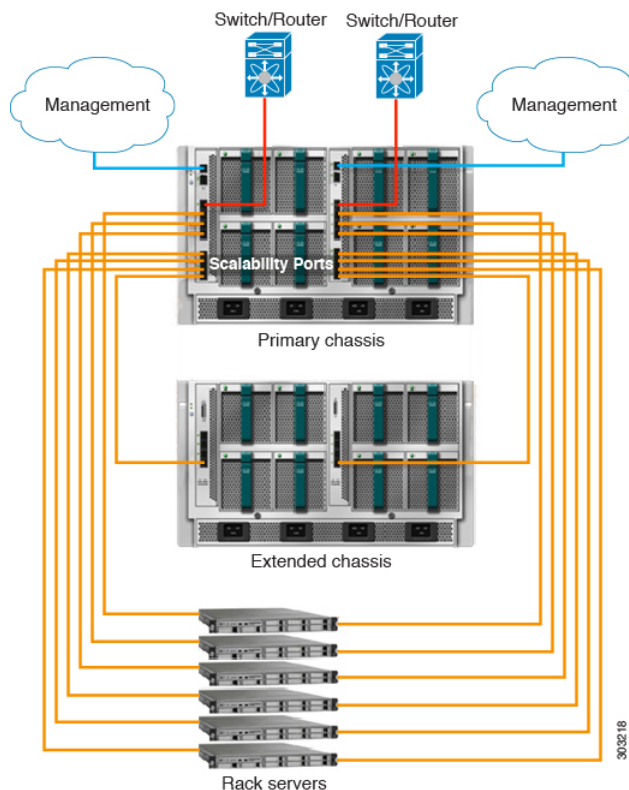 Switch/Router
Switch/Router
Management
Management
Scalability Ports
Primary chassis
Extended chassis
Rack servers
303218